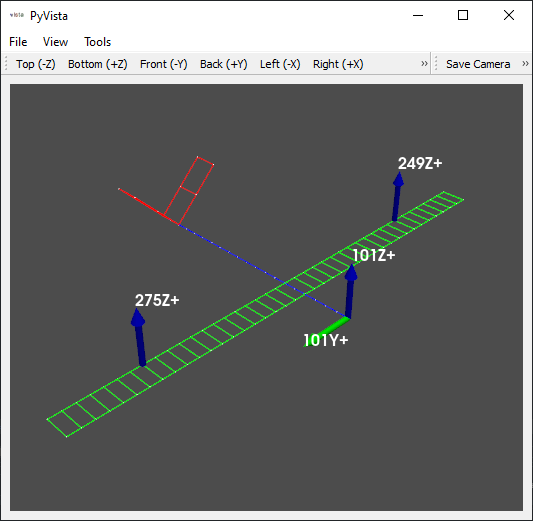 PyVista
File View Tools
Top (-Z) Bottom (+Z) Front (-Y) Back (+Y) Left (-X) Right (+X) » Save Camera »
249Z+
101Z+
275Z+
101Y+